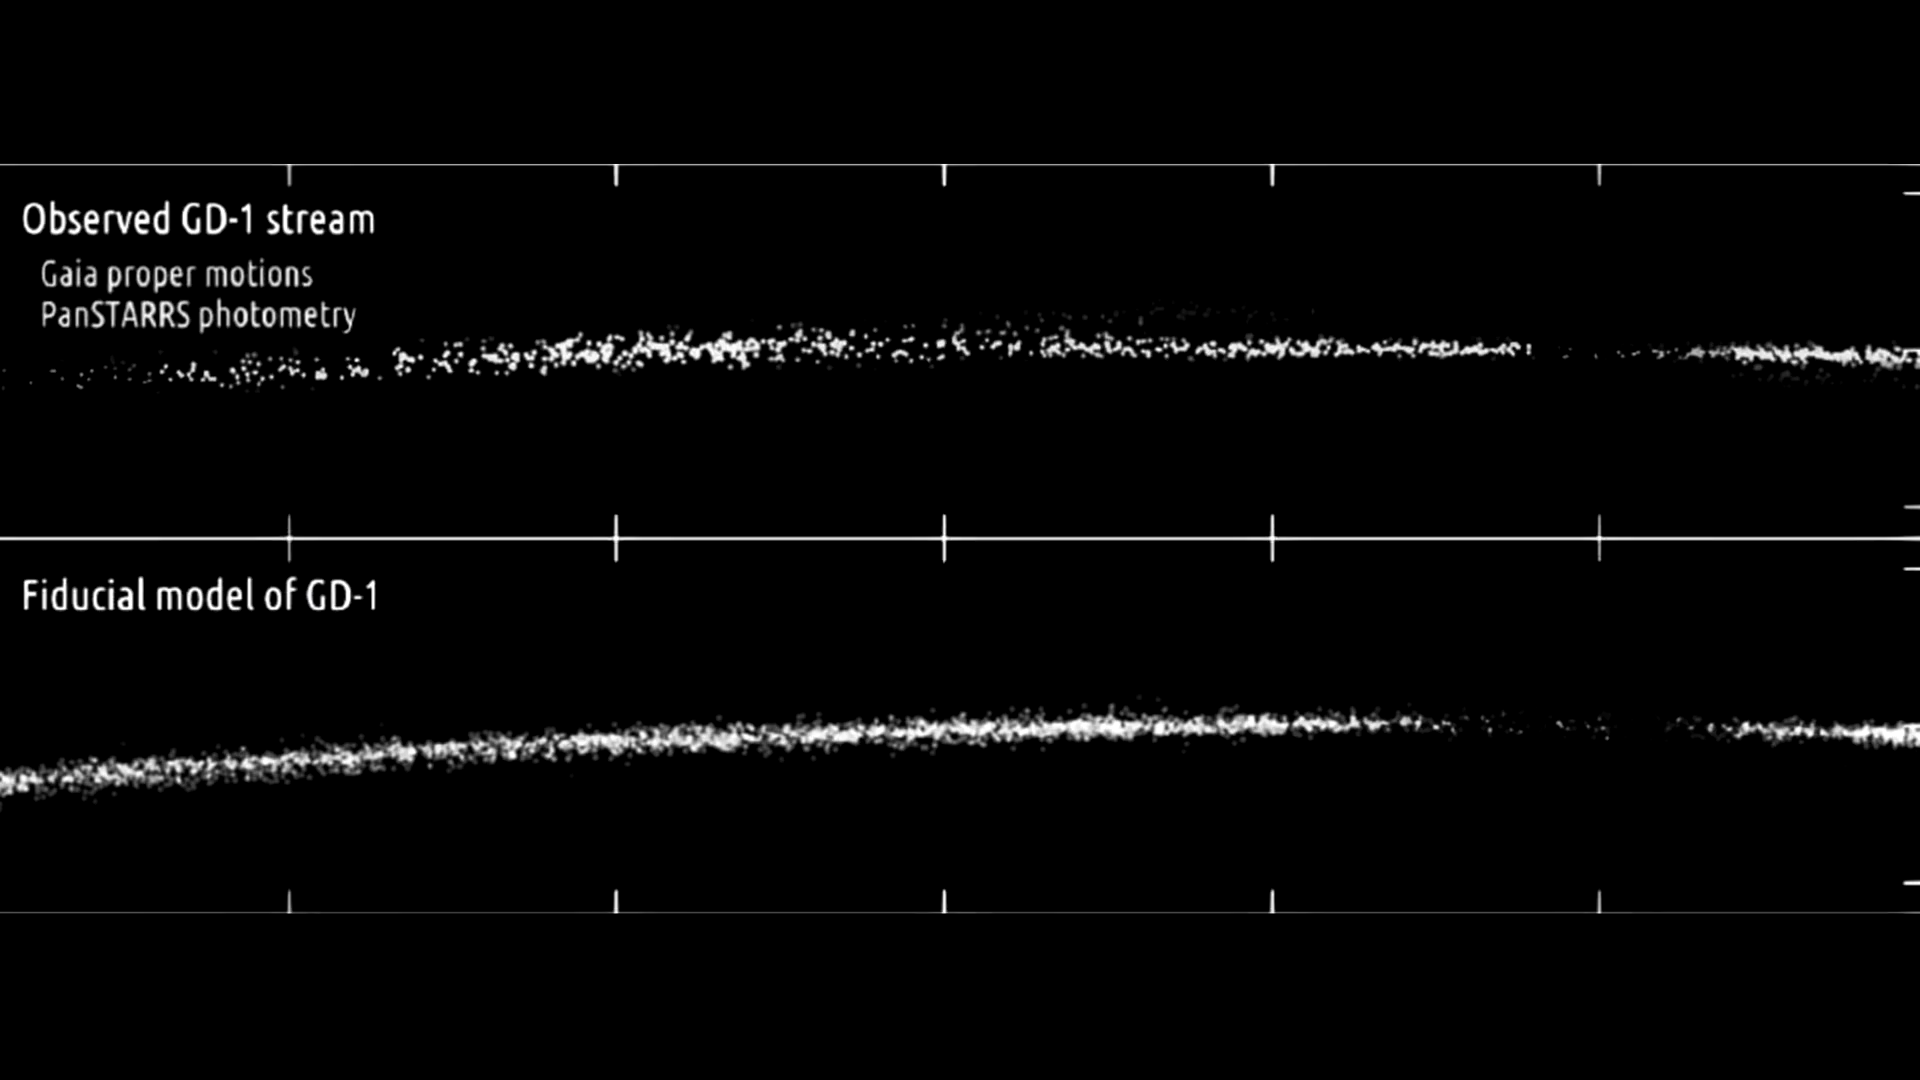 Observed GD-1 stream
Gaia proper motions
PanSTARRS photometry
Fiducial model of GD-1